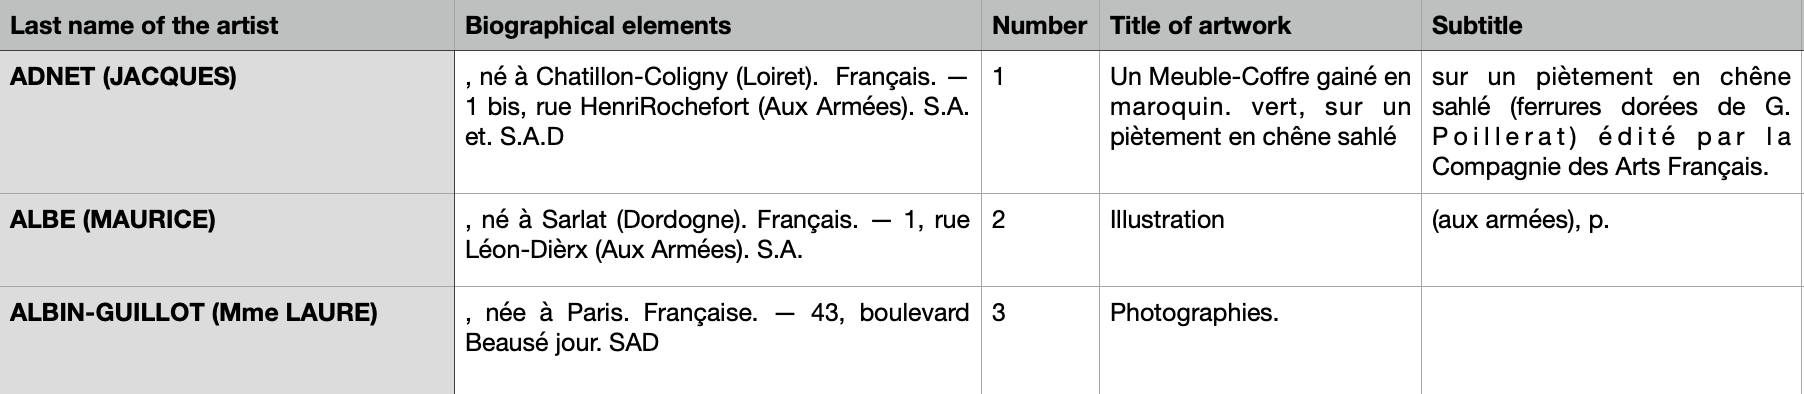 Last name of the artist Biographical elements Number Title of artwork Subtitle
ADNET (JACQUES)
, né à Chatillon-Coligny (Loiret). Français. —
1 bis, rue HenriRochefort (Aux Armées). S.A.
et. S.A.D
1
Un Meuble-Coffre gainé en
maroquin. vert, sur un
piètement en chêne sahlé
sur un piètement en chêne
sahlé (ferrures dorées de G.
Poillerat) édité par la
Compagnie des Arts Français.
ALBE (MAURICE)
, né à Sarlat (Dordogne). Français. — 1, rue
Léon-Dièrx (Aux Armées). S.A.
2
Illustration
(aux armées), p.
ALBIN-GUILLOT (Mme LAURE)
, née à Paris. Française. — 43, boulevard
Beausé jour. SAD
3
Photographies.